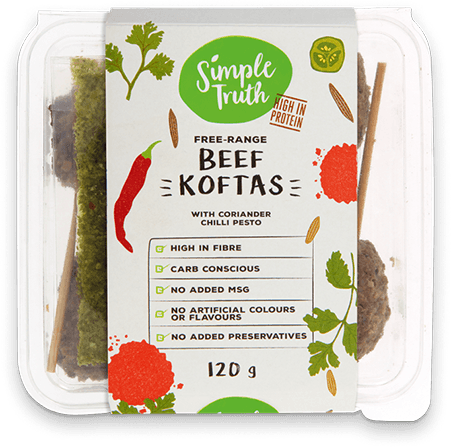 Simple
Truth
HIGH IN
PROTEIN
FREE-RANGE
BEEF
KOFTAS
WITH CORIANDER
CHILLI PESTO
HIGH IN FIBRE
CARB CONSCIOUS
NO ADDED MSG
NO ARTIFICIAL COLOURS
OR FLAVOURS
NO ADDED PRESERVATIVES
120 g
Simple